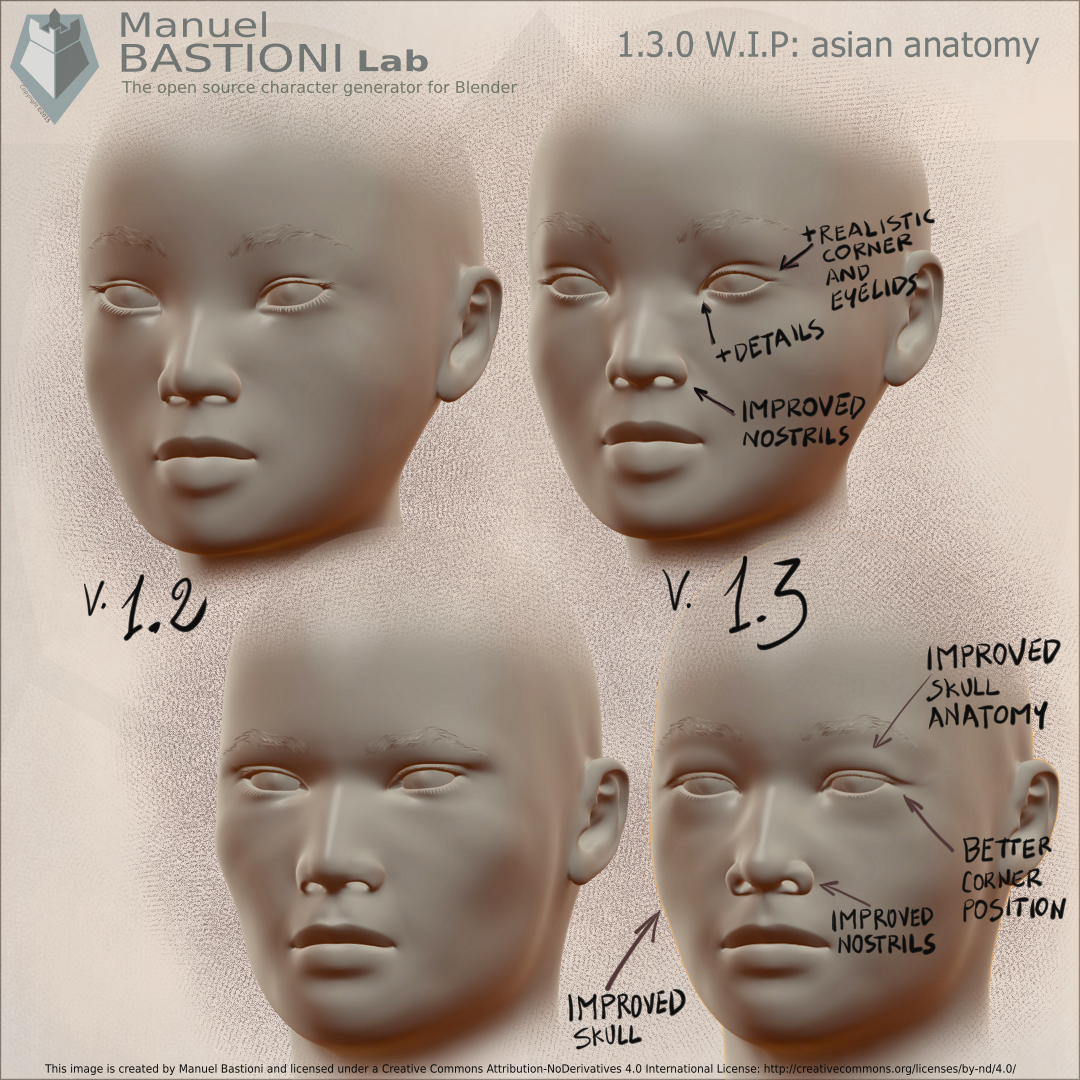 Manuel
BASTIONI Lab
The open source character generator for Blender
1.3.0 W.I.P: asian anatomy
+REALISTIC
CORNER
AND
EYELIDS
+DETAILS
IMPROVED
NOSTRILS
V. 1.2
V. 1.3
IMPROVED
SKULL
ANATOMY
BETTER
CORNER
POSITION
IMPROVED
NOSTRILS
IMPROVED
SKULL
This image is created by Manuel Bastioni and licensed under a Creative Commons Attribution-NoDerivatives 4.0 International License: http://creativecommons.org/licenses/by-nd/4.0/